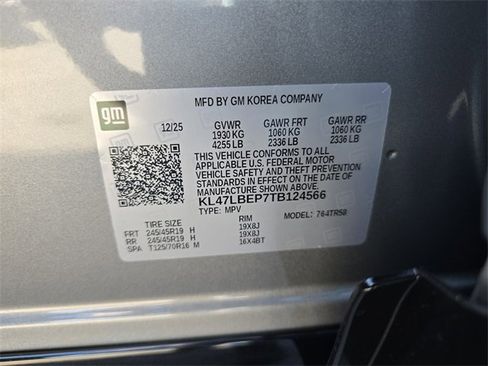 gm
MFD BY GM KOREA COMPANY
12/25 GVWR GAWR FRT GAWR RR
1930 KG 1060 KG 1060 KG
4255 LB 2336 LB 2336 LB
THIS VEHICLE CONFORMS TO ALL
APPLICABLE U.S. FEDERAL MOTOR
VEHICLE SAFETY AND THEFT PREVENTION
STANDARDS IN EFFECT ON THE DATE OF
MANUFACTURE SHOWN ABOVE.
KL47LBEP7TB124566
TYPE: MPV MODEL: 764TR58
TIRE SIZE RIM
FRT 245/45R19 H 19X8J
RR 245/45R19 H 19X8J
SPA T125/70R16 M 16X4BT